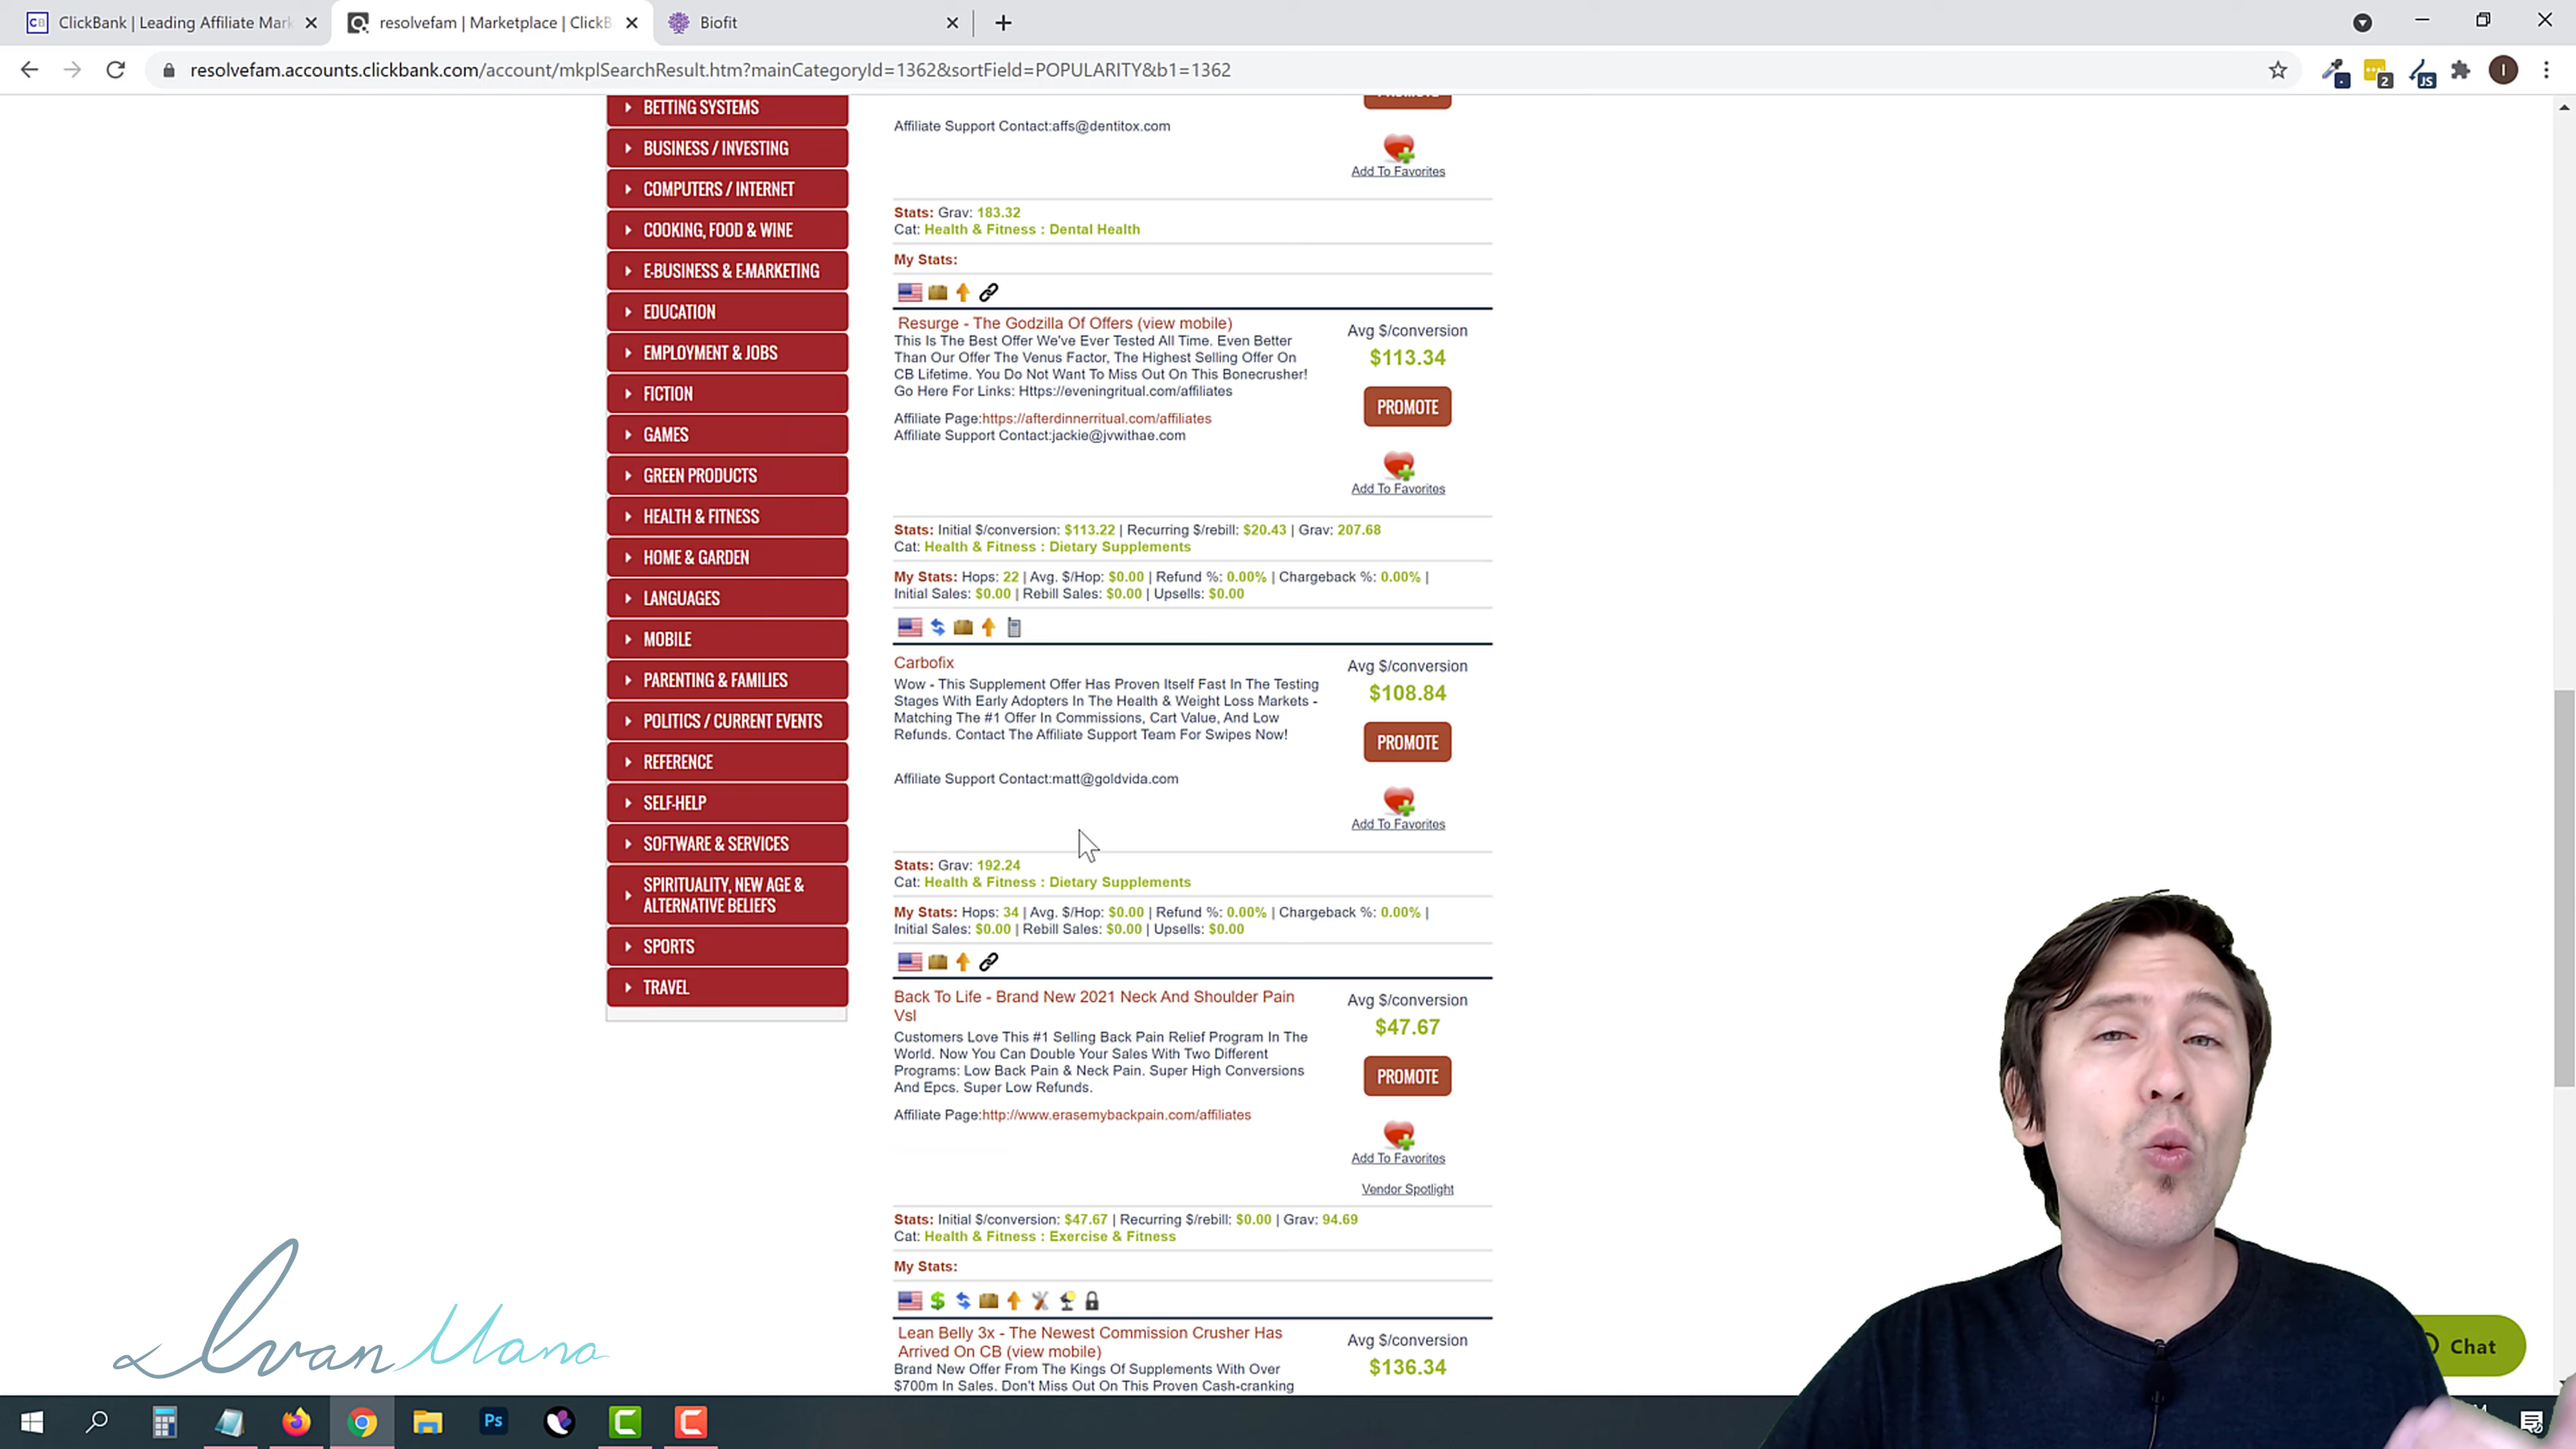 ClickBank | Leading Affiliate Mark
resolvefam | Marketplace | ClickB
Biofit
resolvefam.accounts.clickbank.com/account/mkplSearchResult.htm?mainCategoryId=1362&sortField=POPULARITY&b1=1362
BETTING SYSTEMS
BUSINESS / INVESTING
COMPUTERS / INTERNET
COOKING, FOOD & WINE
E-BUSINESS & E-MARKETING
EDUCATION
EMPLOYMENT & JOBS
FICTION
GAMES
GREEN PRODUCTS
HEALTH & FITNESS
HOME & GARDEN
LANGUAGES
MOBILE
PARENTING & FAMILIES
POLITICS / CURRENT EVENTS
REFERENCE
SELF-HELP
SOFTWARE & SERVICES
SPIRITUALITY, NEW AGE &
ALTERNATIVE BELIEFS
SPORTS
TRAVEL
PROMOTE
Affiliate Support Contact:affs@dentitox.com
Add To Favorites
Stats: Grav: 183.32
Cat: Health & Fitness : Dental Health
My Stats:
Resurge - The Godzilla Of Offers (view mobile)
This Is The Best Offer We've Ever Tested All Time. Even Better
Than Our Offer The Venus Factor, The Highest Selling Offer On
CB Lifetime. You Do Not Want To Miss Out On This Bonecrusher!
Go Here For Links: Https://eveningritual.com/affiliates
Affiliate Page:https://afterdinnerritual.com/affiliates
Affiliate Support Contact:jackie@jvwithae.com
Avg $/conversion
$113.34
PROMOTE
Add To Favorites
Stats: Initial $/conversion: $113.22 | Recurring $/rebill: $20.43 | Grav: 207.68
Cat: Health & Fitness : Dietary Supplements
My Stats: Hops: 22 | Avg. $/Hop: $0.00 | Refund %: 0.00% | Chargeback %: 0.00% |
Initial Sales: $0.00 | Rebill Sales: $0.00 | Upsells: $0.00
Carbofix
Wow - This Supplement Offer Has Proven Itself Fast In The Testing
Stages With Early Adopters In The Health & Weight Loss Markets -
Matching The #1 Offer In Commissions, Cart Value, And Low
Refunds. Contact The Affiliate Support Team For Swipes Now!
Affiliate Support Contact:matt@goldvida.com
Avg $/conversion
$108.84
PROMOTE
Add To Favorites
Stats: Grav: 192.24
Cat: Health & Fitness : Dietary Supplements
My Stats: Hops: 34 | Avg. $/Hop: $0.00 | Refund %: 0.00% | Chargeback %: 0.00% |
Initial Sales: $0.00 | Rebill Sales: $0.00 | Upsells: $0.00
Back To Life - Brand New 2021 Neck And Shoulder Pain
Vsl
Customers Love This #1 Selling Back Pain Relief Program In The
World. Now You Can Double Your Sales With Two Different
Programs: Low Back Pain & Neck Pain. Super High Conversions
And Epcs. Super Low Refunds.
Affiliate Page:http://www.erasemybackpain.com/affiliates
Avg $/conversion
$47.67
PROMOTE
Add To Favorites
Vendor Spotlight
Stats: Initial $/conversion: $47.67 | Recurring $/rebill: $0.00 | Grav: 94.69
Cat: Health & Fitness : Exercise & Fitness
My Stats:
Lean Belly 3x - The Newest Commission Crusher Has
Arrived On CB (view mobile)
Brand New Offer From The Kings Of Supplements With Over
$700m In Sales. Don't Miss Out On This Proven Cash-cranking
Avg $/conversion
$136.34
Chat
Ivan Mana
Ps